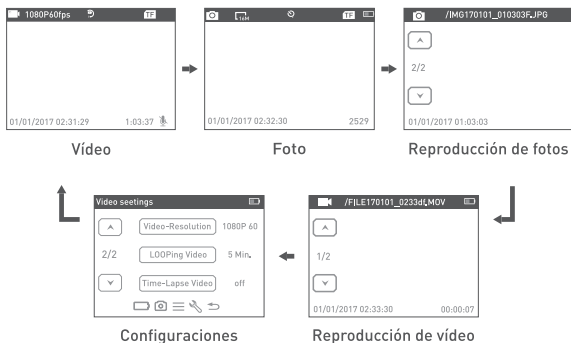 1080P60fps TF
01/01/2017 02:31:29 1:03:37
Vídeo
16M TF
01/01/2017 02:32:30 2529
Foto
/IMG170101_010303F.JPG
2/2
01/01/2017 01:03:03
Reproducción de fotos
Video seetings
Video-Resolution 1080P 60
2/2 LOOPing Video 5 Min.
Time-Lapse Video off
Configuraciones
/FILE170101_0233df.MOV
1/2
01/01/2017 02:33:30 00:00:07
Reproducción de vídeo